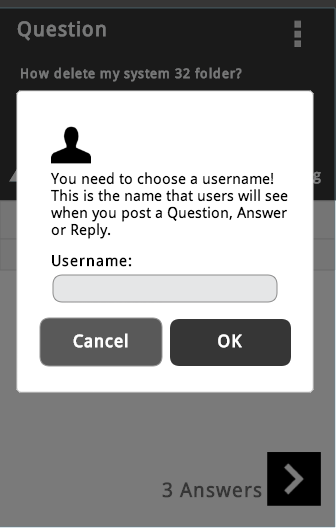 Question
How delete my system 32 folder?
g
You need to choose a username!
This is the name that users will see
when you post a Question, Answer
or Reply.
Username:
Cancel OK
3 Answers